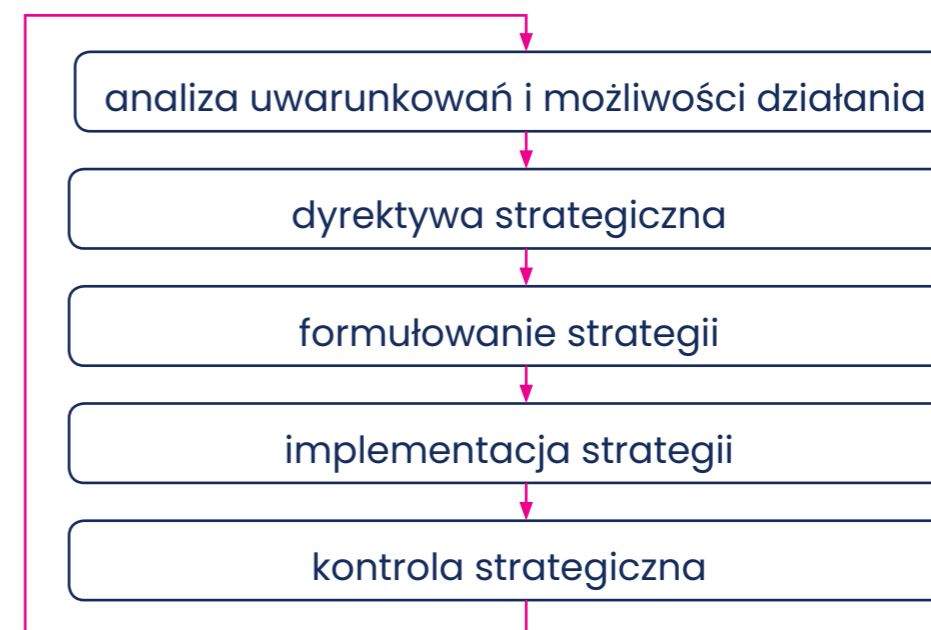 analiza uwarunkowań i możliwości działania
dyrektywa strategiczna
formułowanie strategii
implementacja strategii
kontrola strategiczna